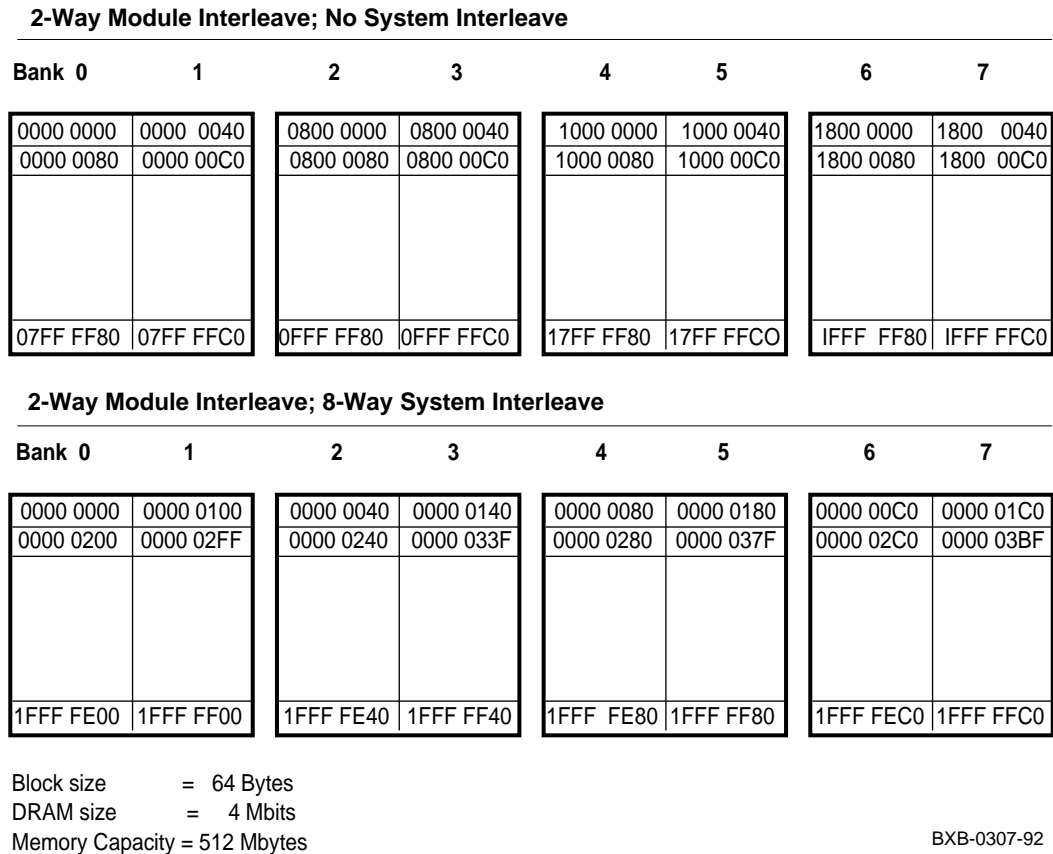 2-Way Module Interleave; No System Interleave
Bank 0 1 2 3 4 5 6 7
0000 0000 0000 0040 0800 0000 0800 0040 1000 0000 1000 0040 1800 0000 1800 0040
0000 0080 0000 00C0 0800 0080 0800 00C0 1000 0080 1000 00C0 1800 0080 1800 00C0
07FF FF80 07FF FFC0 0FFF FF80 0FFF FFC0 17FF FF80 17FF FFCO IFFF FF80 IFFF FFC0
2-Way Module Interleave; 8-Way System Interleave
Bank 0 1 2 3 4 5 6 7
0000 0000 0000 0100 0000 0040 0000 0140 0000 0080 0000 0180 0000 00C0 0000 01C0
0000 0200 0000 02FF 0000 0240 0000 033F 0000 0280 0000 037F 0000 02C0 0000 03BF
1FFF FE00 1FFF FF00 1FFF FE40 1FFF FF40 1FFF FE80 1FFF FF80 1FFF FEC0 1FFF FFC0
Block size = 64 Bytes
DRAM size = 4 Mbits
Memory Capacity = 512 Mbytes
BXB-0307-92